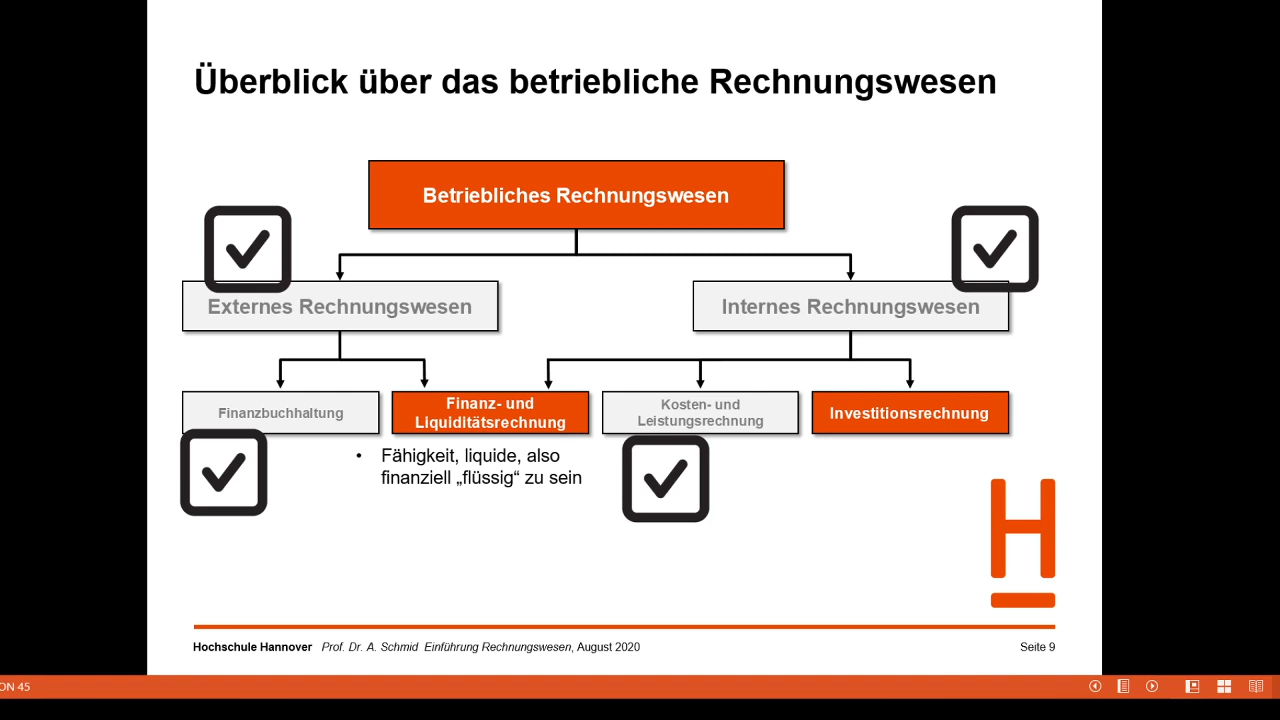 Überblick über das betriebliche Rechnungswesen
Betriebliches Rechnungswesen
Externes Rechnungswesen
Internes Rechnungswesen
Finanzbuchhaltung
Finanz- und
Liquiditätsrechnung
Kosten- und
Leistungsrechnung
Investitionsrechnung
• Fähigkeit, liquide, also
finanziell „flüssig“ zu sein
H
Hochschule Hannover Prof. Dr. A. Schmid Einführung Rechnungswesen, August 2020
Seite 9
ON 45